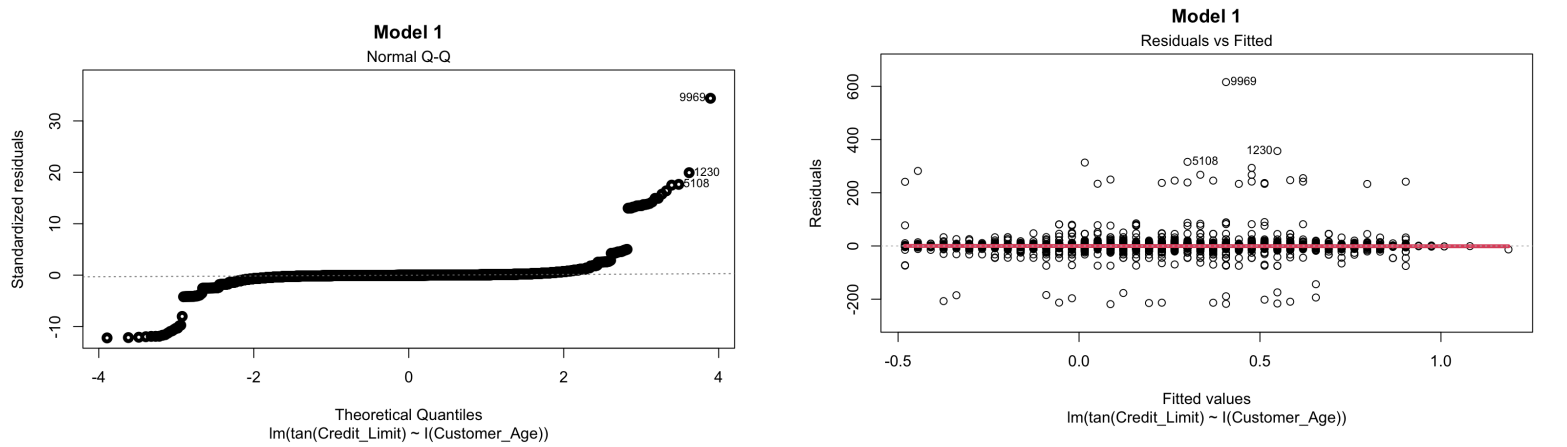 Model 1
Normal Q-Q
Standardized residuals
30
20
10
0
-10
9969
1230
5108
-4
-2
0
2
4
Theoretical Quantiles
lm(tan(Credit_Limit) ~ I(Customer_Age))
Model 1
Residuals vs Fitted
Residuals
600
400
200
0
-200
9969
1230
5108
-0.5
0.0
0.5
1.0
Fitted values
lm(tan(Credit_Limit) ~ I(Customer_Age))